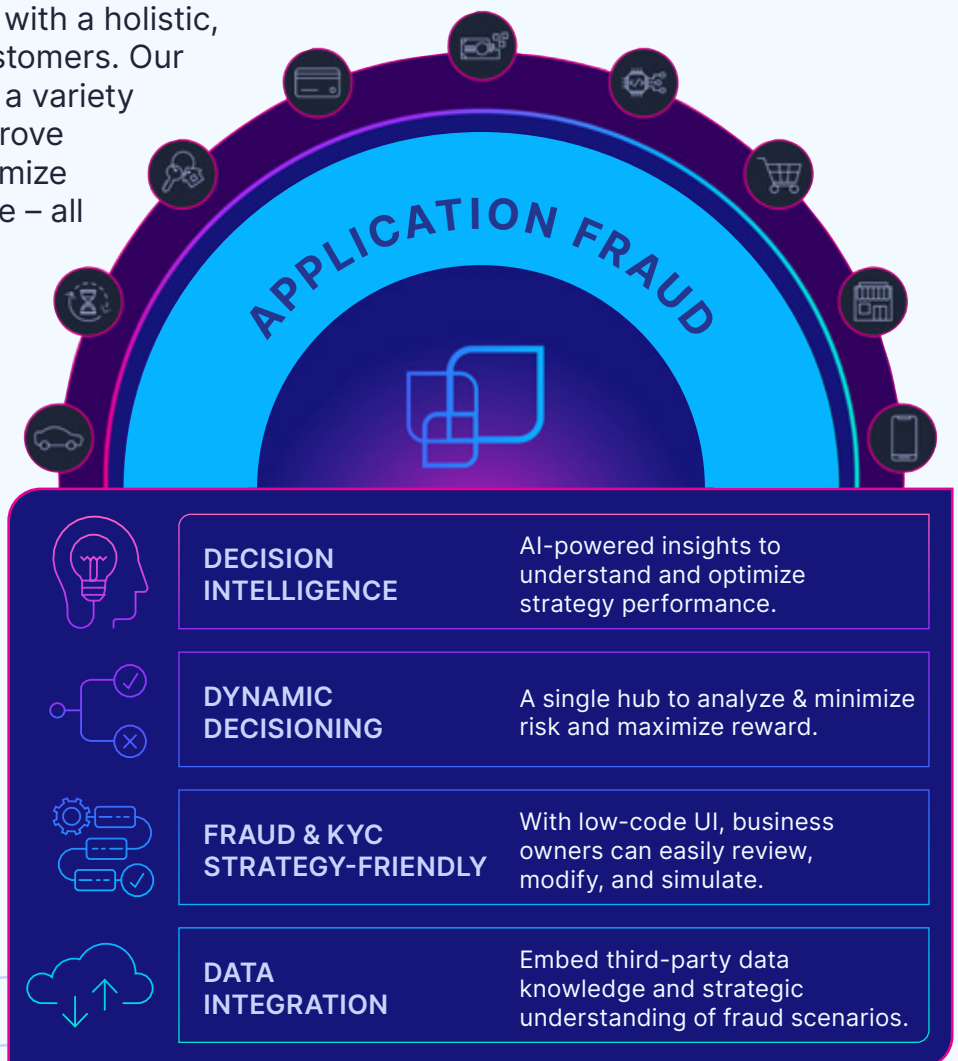 with a holistic,
stomers. Our
a variety
rove
mize
e – all
APPLICATION FRAUD
DECISION
INTELLIGENCE
AI-powered insights to
understand and optimize
strategy performance.
DYNAMIC
DECISIONING
A single hub to analyze & minimize
risk and maximize reward.
FRAUD & KYC
STRATEGY-FRIENDLY
With low-code UI, business
owners can easily review,
modify, and simulate.
DATA
INTEGRATION
Embed third-party data
knowledge and strategic
understanding of fraud scenarios.